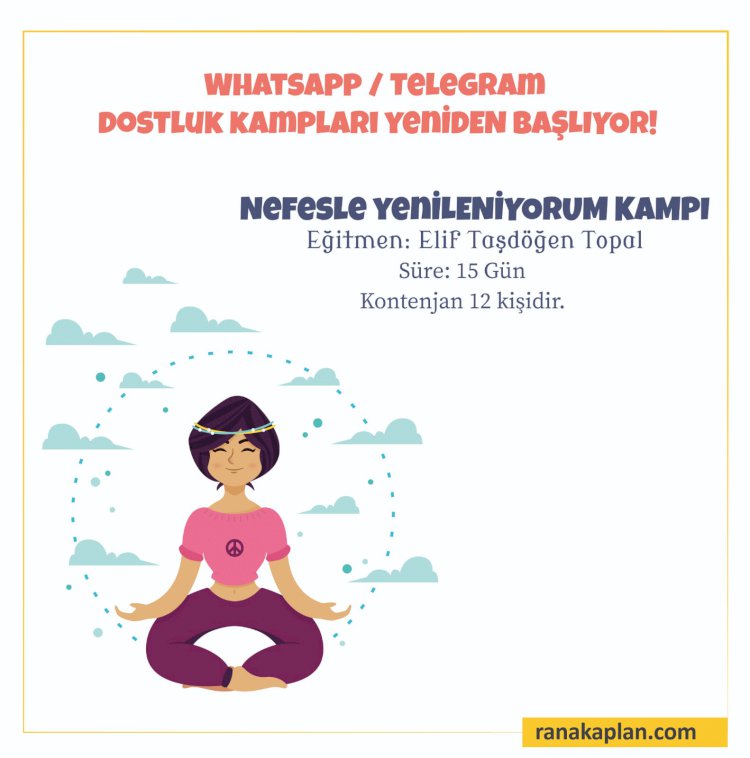 WHATSAPP / TELEGRAM
DOSTLUK KAMPLARI YENİDEN BAŞLIYOR!
NEFESLE YENİLENİYORUM KAMPI
Eğitmen: Elif Taşdöğen Topal
Süre: 15 Gün
Kontenjan 12 kişidir.
ranakaplan.com